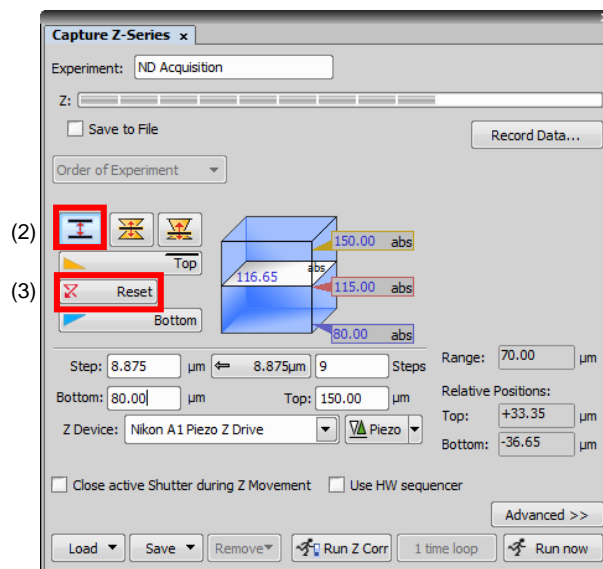 Capture Z-Series x
Experiment: ND Acquisition
Z:
Save to File
Record Data...
Order of Experiment
(2)
Top
150.00 abs
abs
116.65
(3)
Reset
115.00 abs
Bottom
80.00 abs
Step: 8.875 µm 8.875µm 9 Steps
Range: 70.00 µm
Bottom: 80.00 µm Top: 150.00 µm
Relative Positions:
Top: +33.35 µm
Z Device: Nikon A1 Piezo Z Drive Piezo
Bottom: -36.65 µm
Close active Shutter during Z Movement Use HW sequencer
Advanced >>
Load Save Remove Run Z Corr 1 time loop Run now